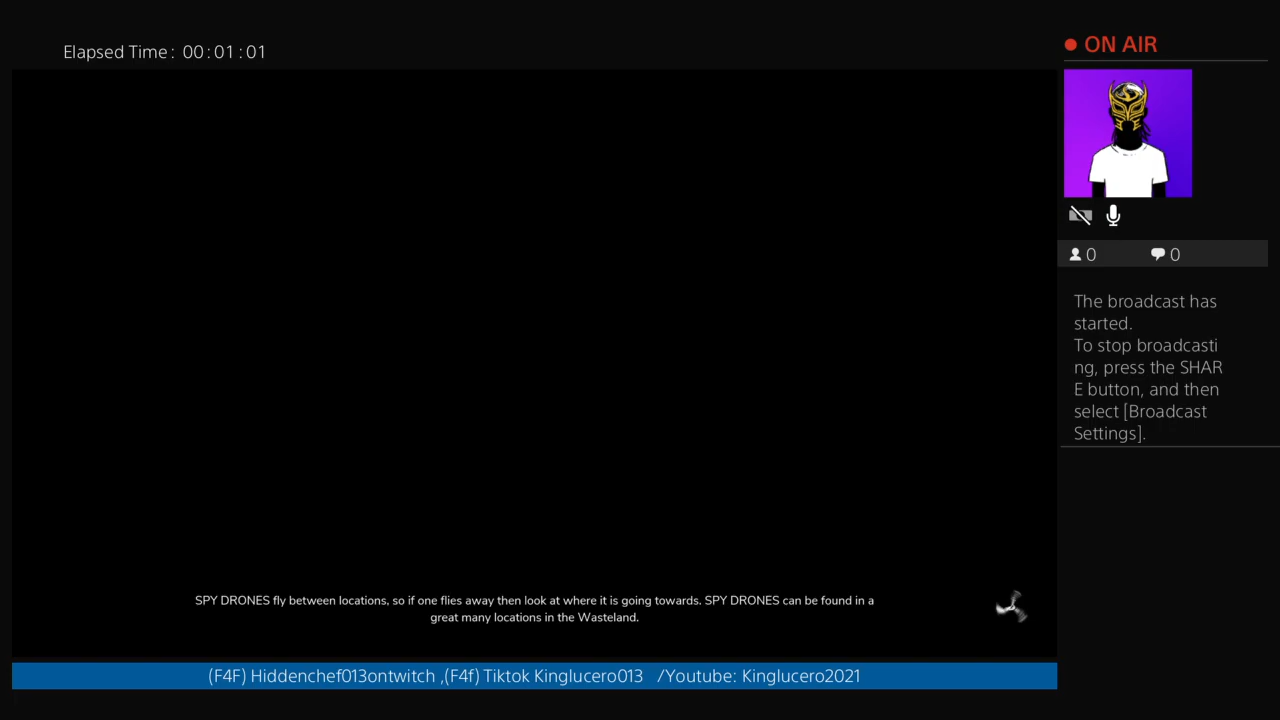 Elapsed Time: 00:01:01
ON AIR
0 0
The broadcast has
started.
To stop broadcasti
ng, press the SHAR
E button, and then
select [Broadcast
Settings].
SPY DRONES fly between locations, so if one flies away then look at where it is going towards. SPY DRONES can be found in a
great many locations in the Wasteland.
(F4F) Hiddenchef013ontwitch ,(F4f) Tiktok Kinglucero013 /Youtube: Kinglucero2021